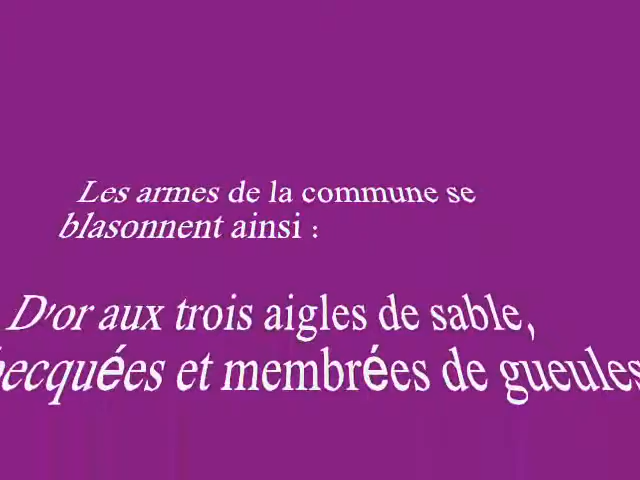 Les armes de la commune se
blasonnent ainsi :
D'or aux trois aigles de sable,
becquées et membrées de gueules